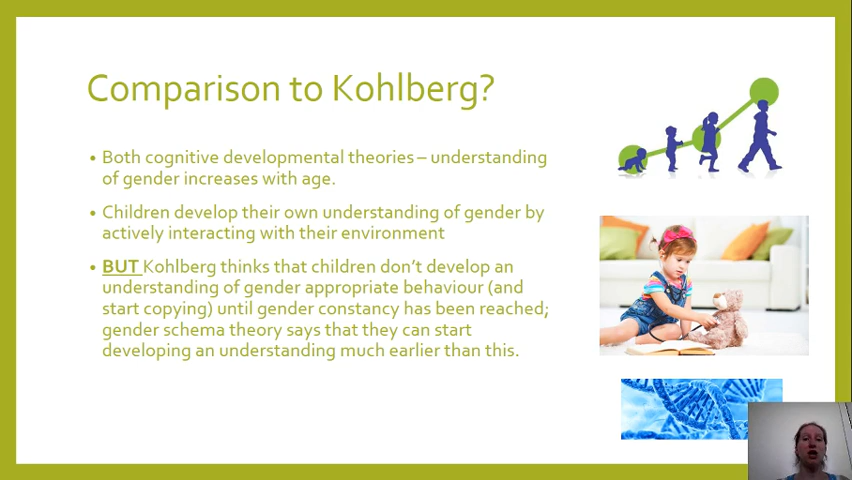 Comparison to Kohlberg?
• Both cognitive developmental theories – understanding
of gender increases with age.
• Children develop their own understanding of gender by
actively interacting with their environment
• BUT Kohlberg thinks that children don't develop an
understanding of gender appropriate behaviour (and
start copying) until gender constancy has been reached;
gender schema theory says that they can start
developing an understanding much earlier than this.